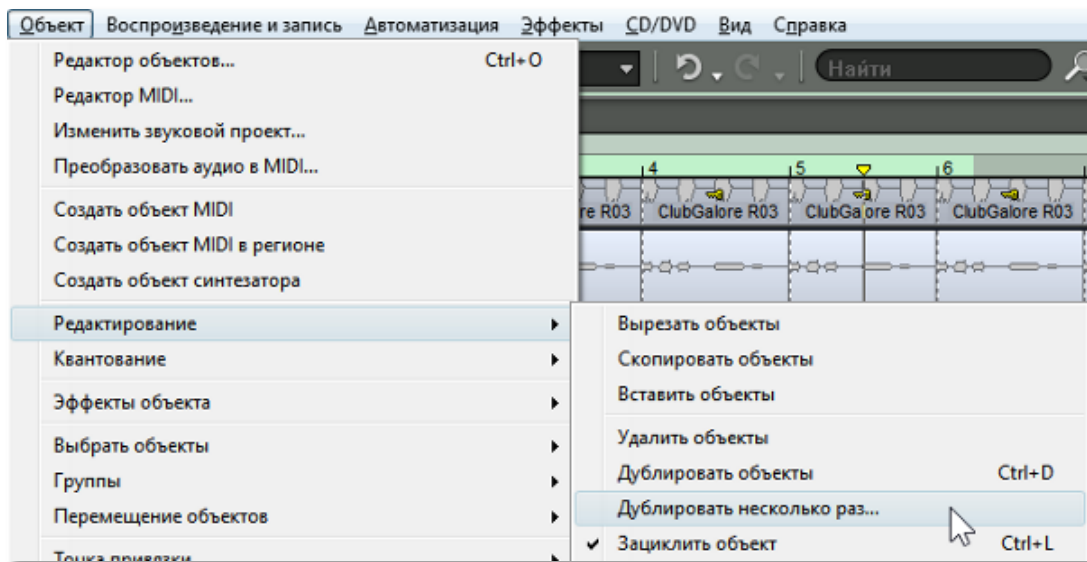 Объект Воспроизведение и запись Автоматизация Эффекты CD/DVD Вид Справка
Редактор объектов... Ctrl+O
Найти
Редактор MIDI...
Изменить звуковой проект...
Преобразовать аудио в MIDI...
4 5 6
Создать объект MIDI
re R03 ClubGalore R03 ClubGalore R03 ClubGalore R03
Создать объект MIDI в регионе
Создать объект синтезатора
Редактирование
Квантование
Эффекты объекта
Выбрать объекты
Группы
Перемещение объектов
Точка привязки
Вырезать объекты
Скопировать объекты
Вставить объекты
Удалить объекты
Дублировать объекты Ctrl+D
Дублировать несколько раз...
Зациклить объект Ctrl+L